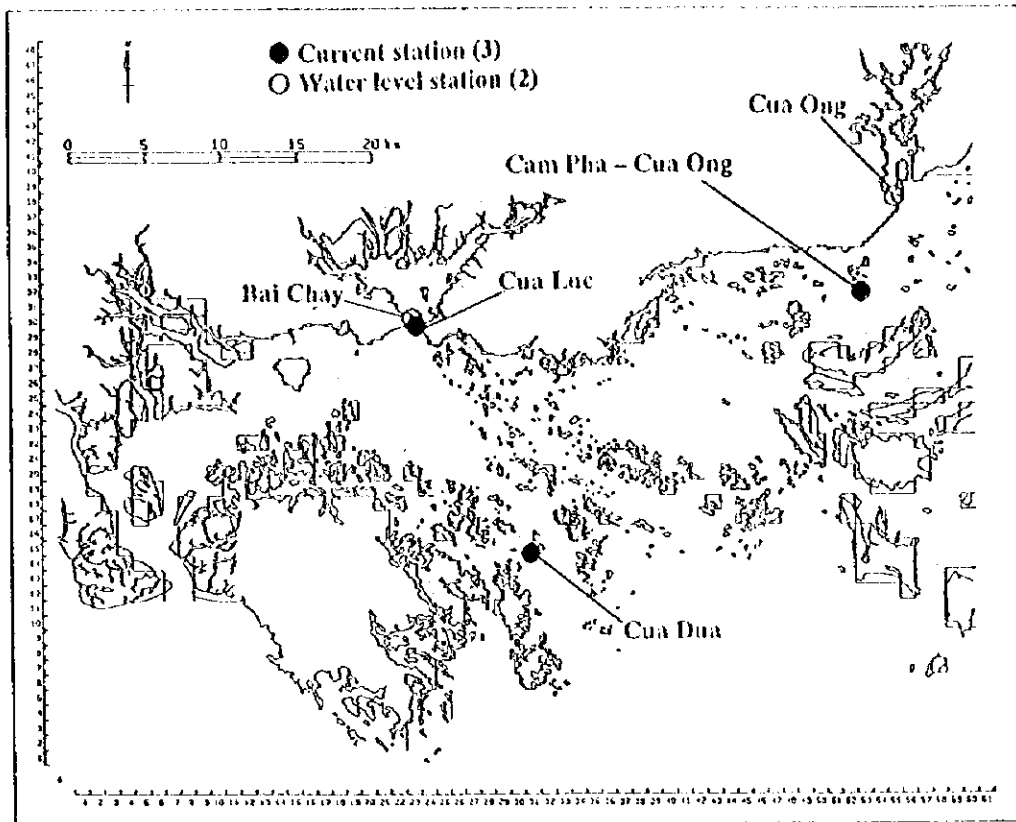 Current station (3)
Water level station (2)
0 5 10 20 km
Cua Ong
Cam Pha – Cua Ong
Bai Chay
Cua Luc
Cua Dua